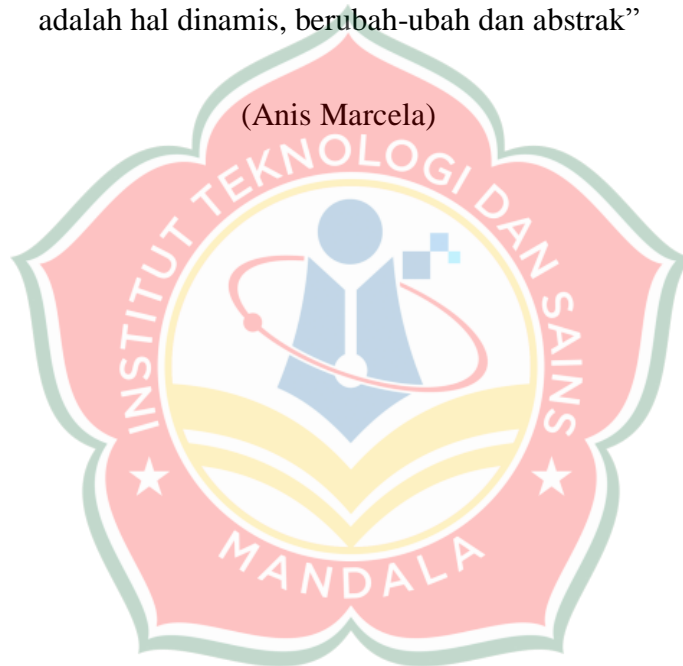 adalah hal dinamis, berubah-ubah dan abstrak”
(Anis Marcela)
INSTITUT TEKNOLOGI DAN SAINS
MANDALA